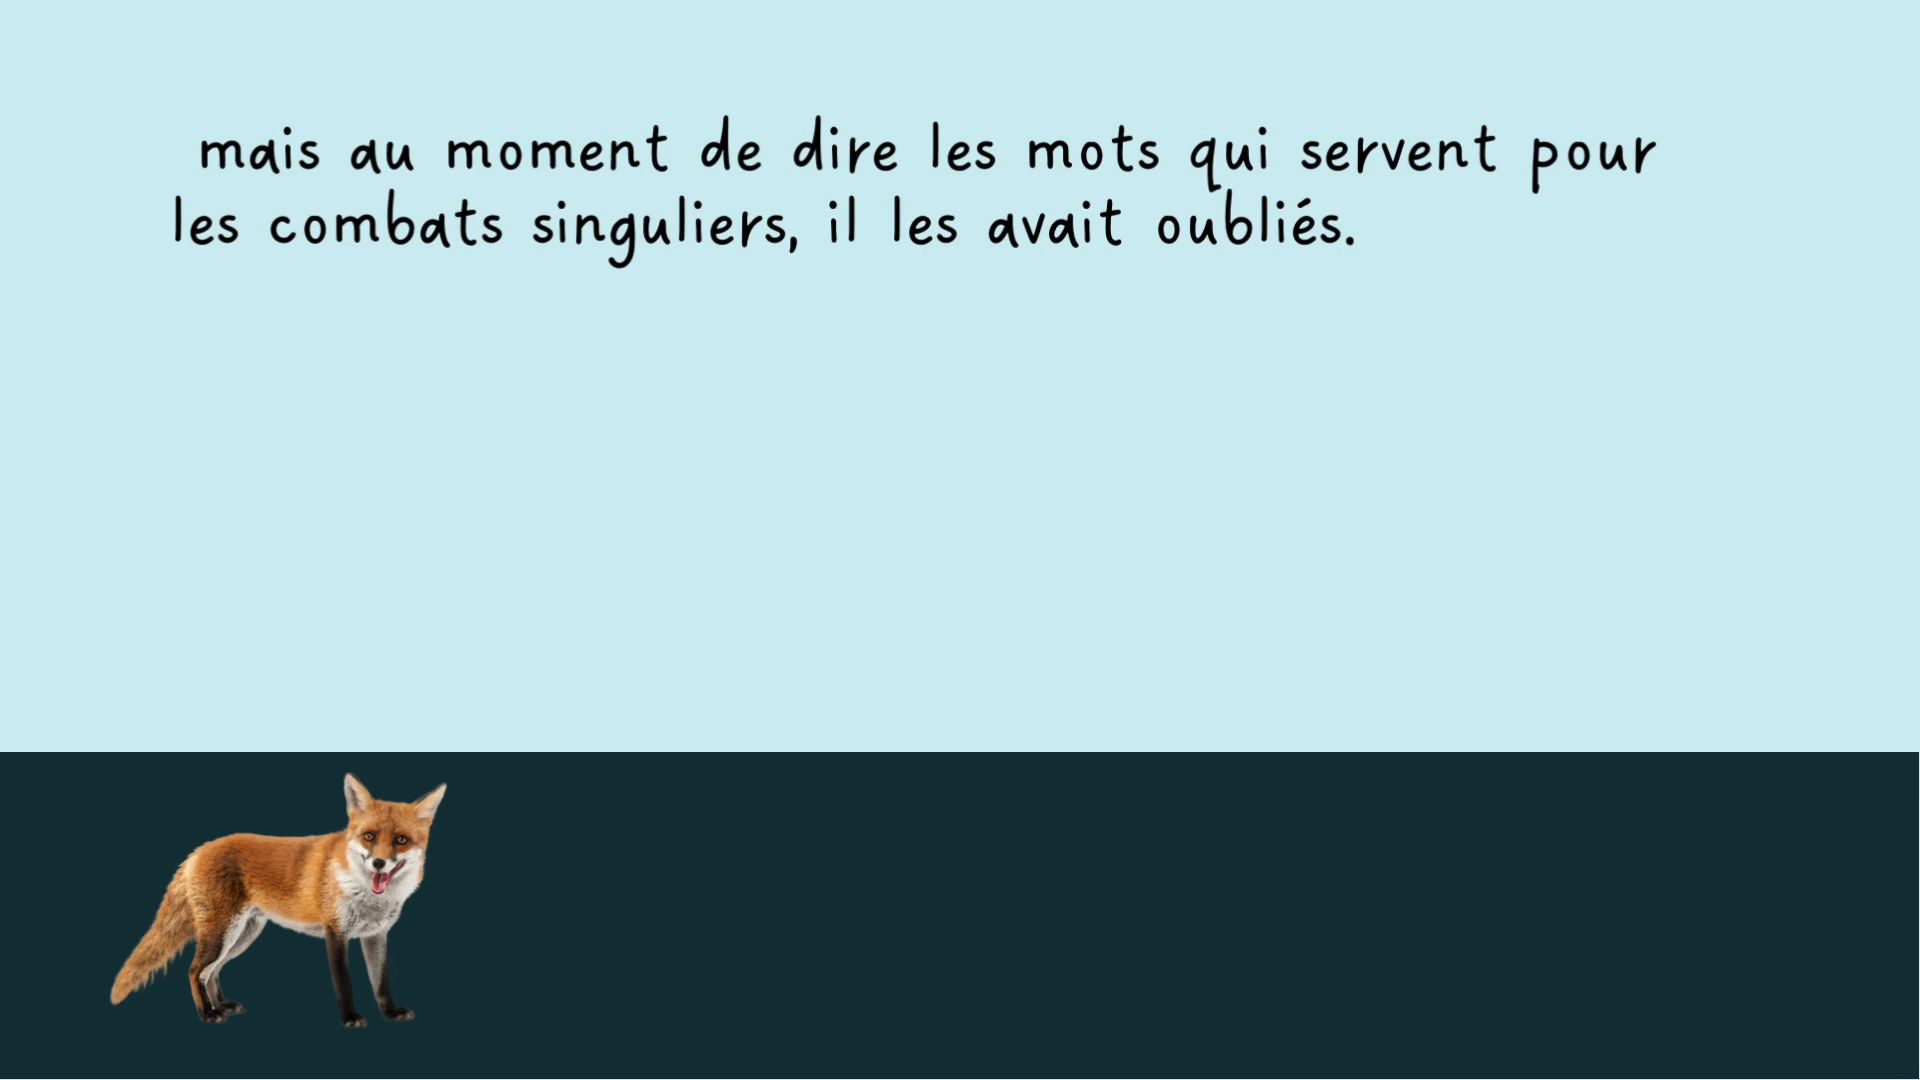 mais au moment de dire les mots qui servent pour
les combats singuliers, il les avait oubliés.